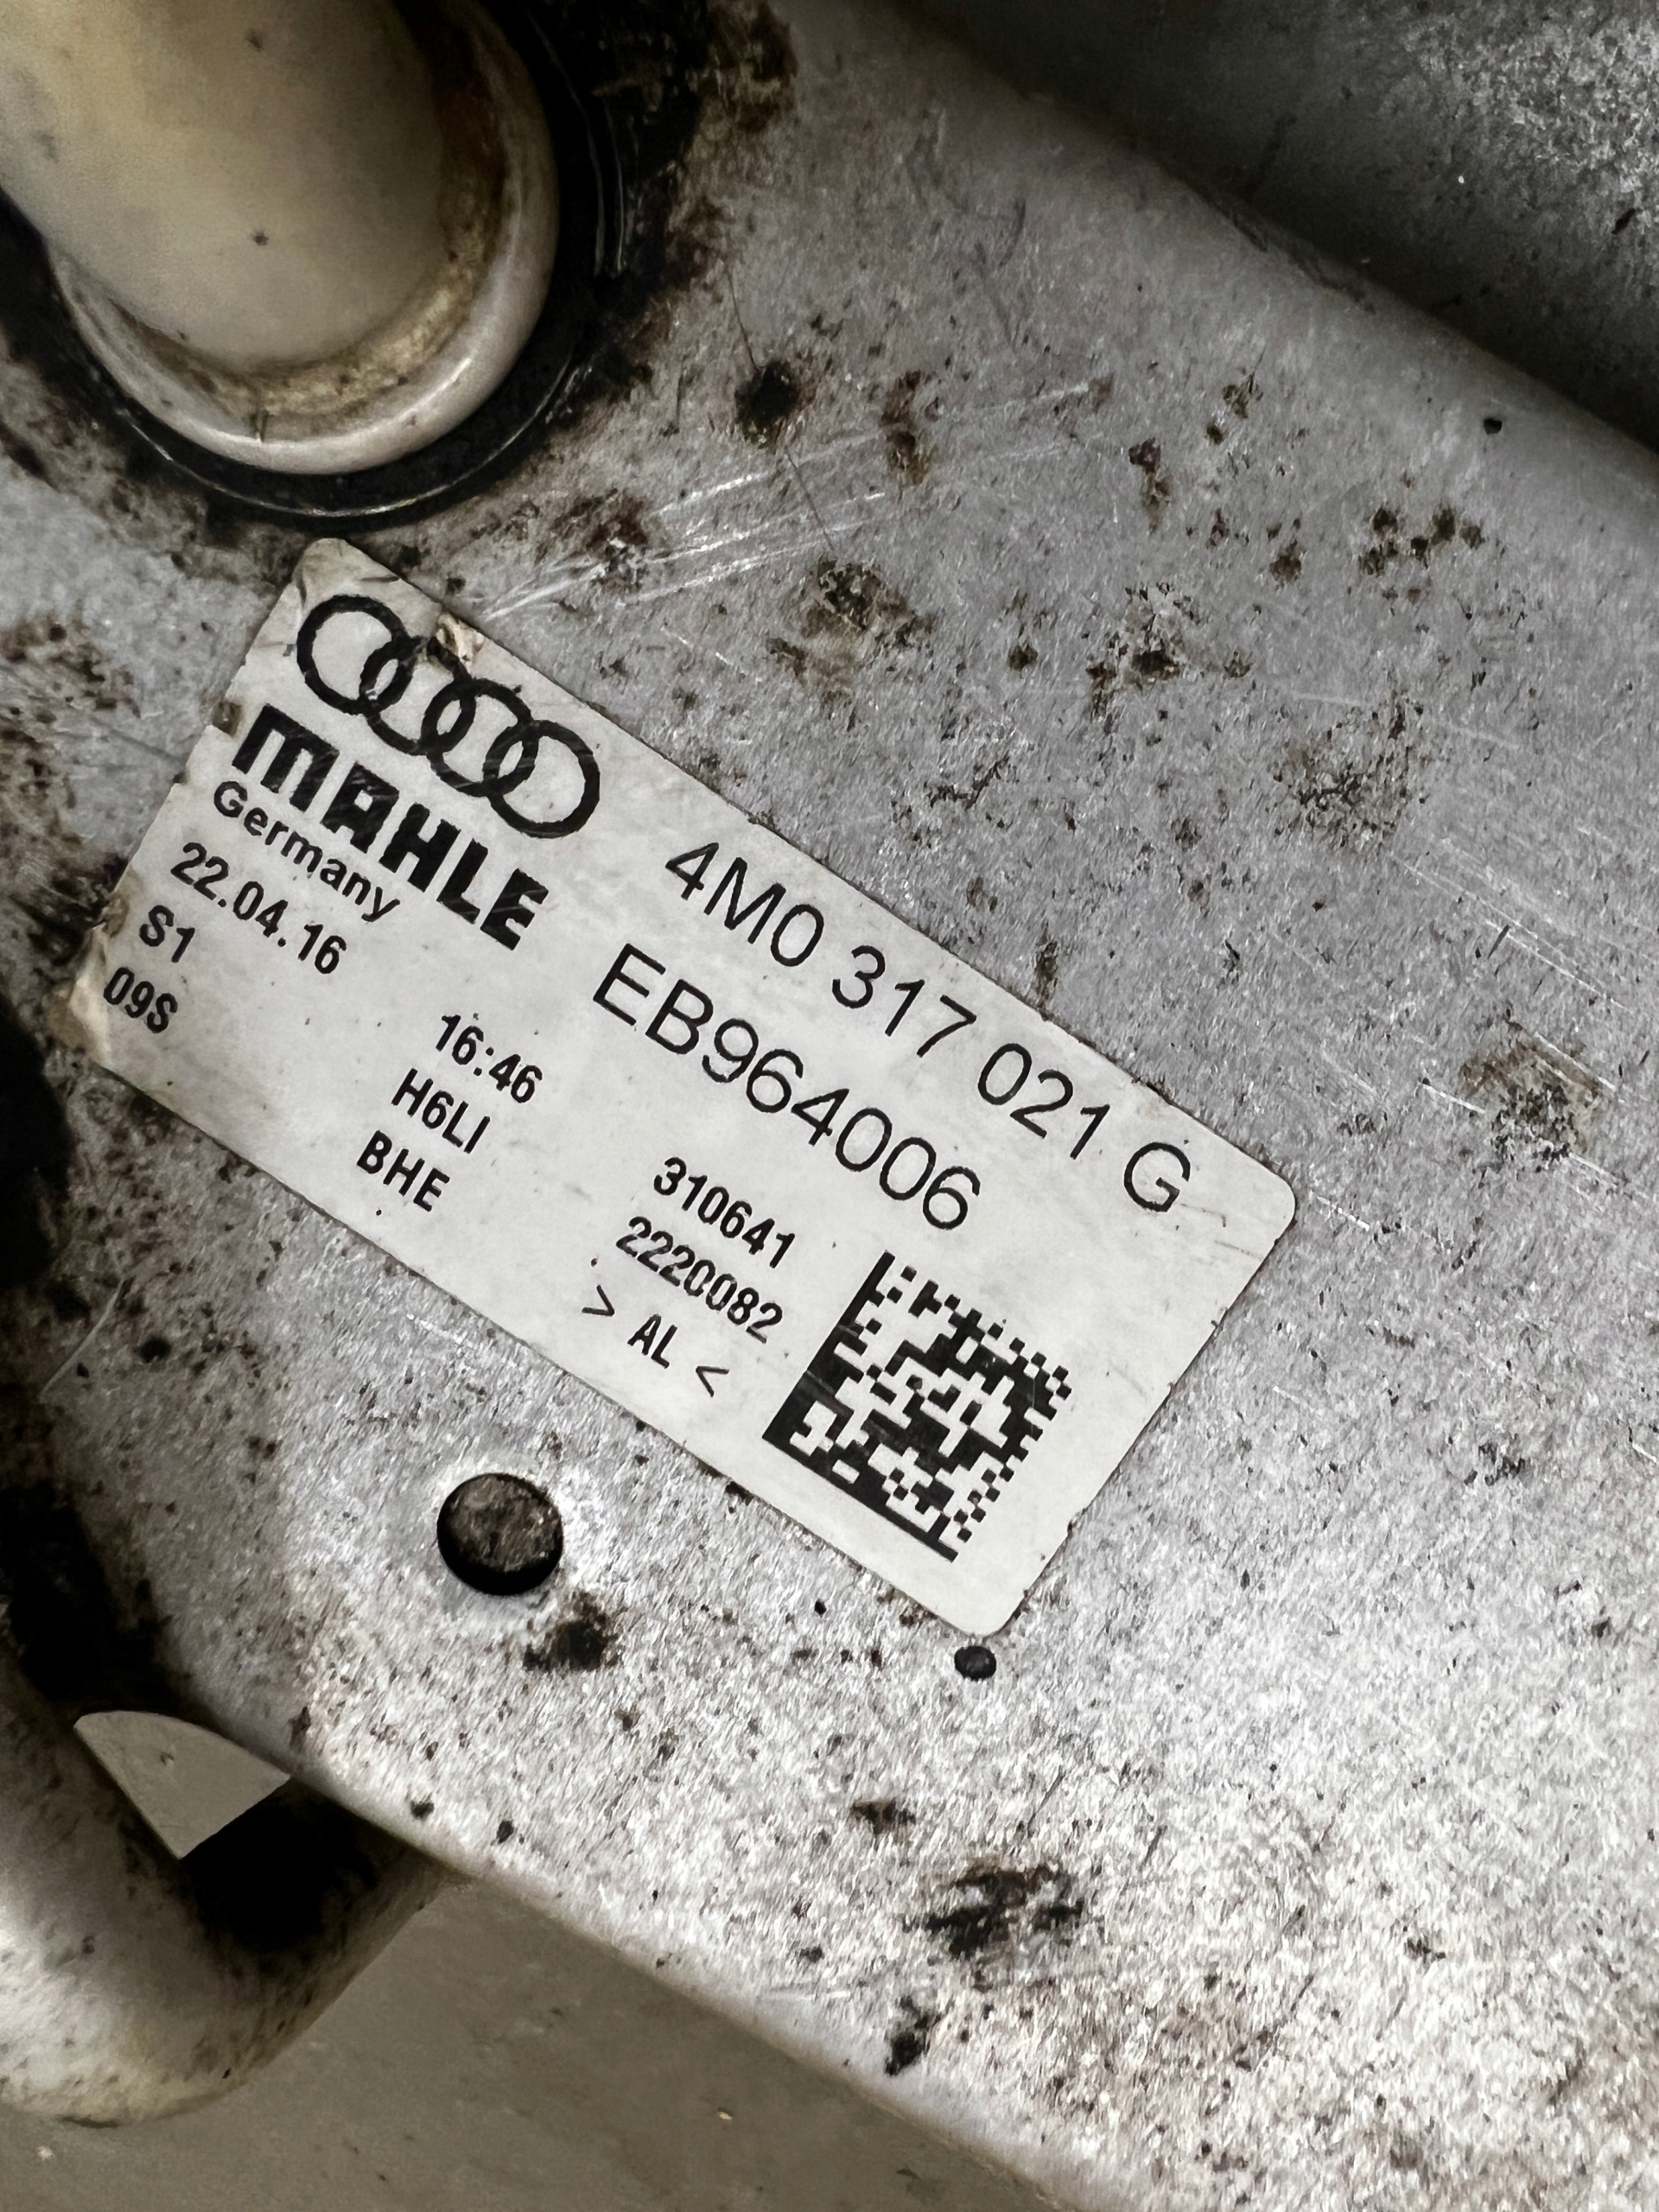 4M0 317 021 G
MAHLE
EB964006
Germany
22.04.16 16:46 310641
S1 H6LI 2220082
09S BHE > AL <